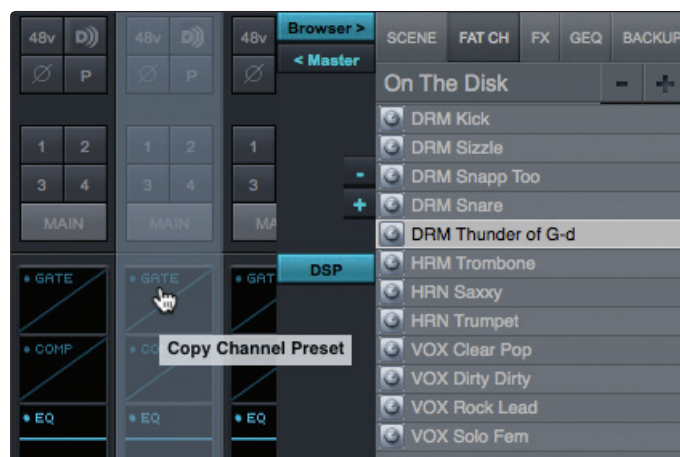 48v D)) 48v D)) 48v
Ø P Ø P Ø
1 2 1 2 1
3 4 3 4 3
MAIN MAIN MA
GATE GATE GAT
COMP CO
EQ EQ EQ
Copy Channel Preset
Browser >
< Master
-
+
DSP
SCENE FAT CH FX GEQ BACKUP
On The Disk - +
DRM Kick
DRM Sizzle
DRM Snapp Too
DRM Snare
DRM Thunder of G-d
HRM Trombone
HRN Saxxy
HRN Trumpet
VOX Clear Pop
VOX Dirty Dirty
VOX Rock Lead
VOX Solo Fem